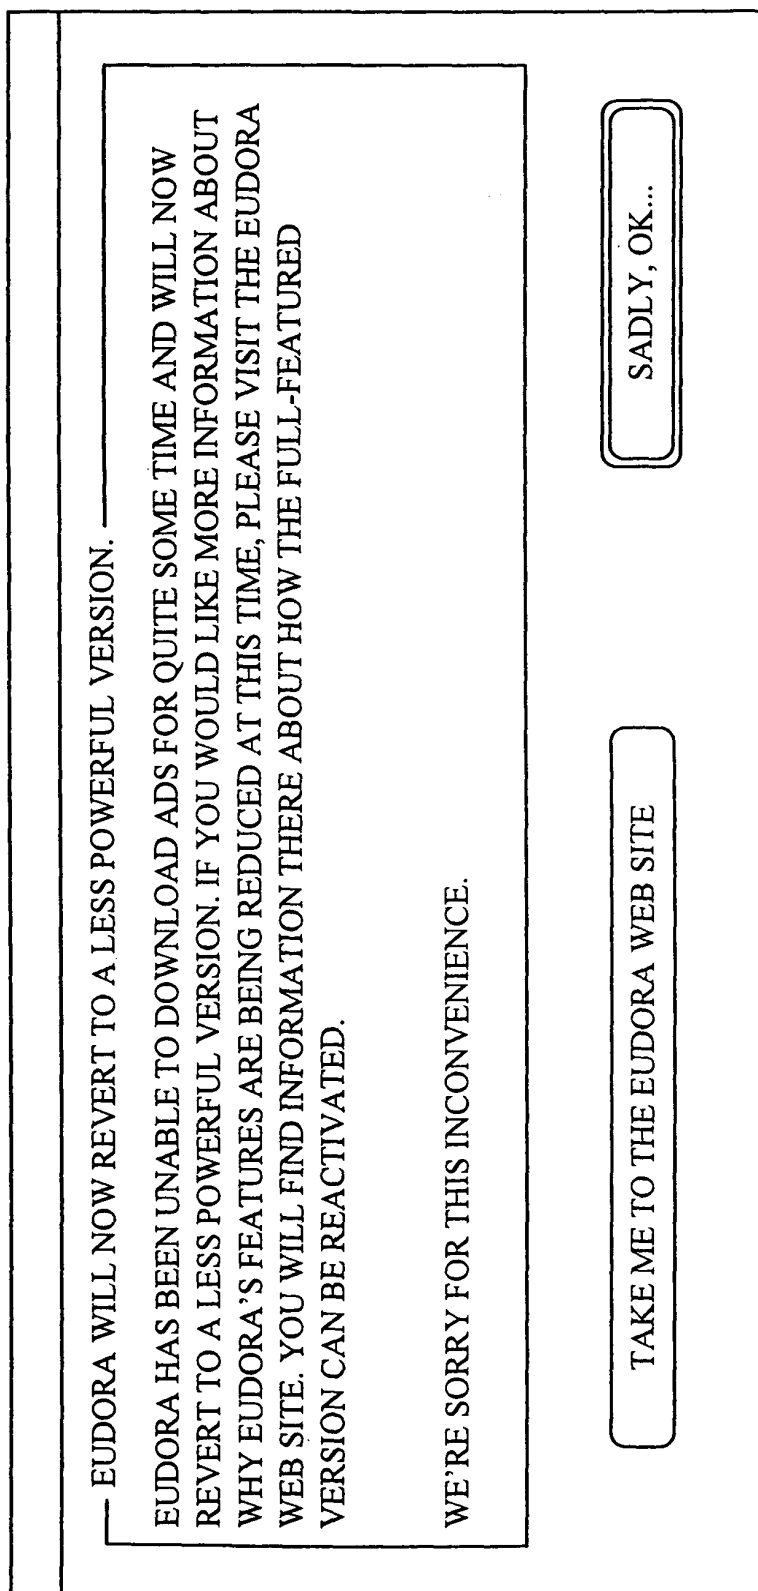 EUDORA WILL NOW REVERT TO A LESS POWERFUL VERSION.
EUDORA HAS BEEN UNABLE TO DOWNLOAD ADS FOR QUITE SOME TIME AND WILL NOW
REVERT TO A LESS POWERFUL VERSION. IF YOU WOULD LIKE MORE INFORMATION ABOUT
WHY EUDORA'S FEATURES ARE BEING REDUCED AT THIS TIME, PLEASE VISIT THE EUDORA
WEB SITE. YOU WILL FIND INFORMATION THERE ABOUT HOW THE FULL-FEATURED
VERSION CAN BE REACTIVATED.
WE'RE SORRY FOR THIS INCONVENIENCE.
TAKE ME TO THE EUDORA WEB SITE
SADLY, OK...